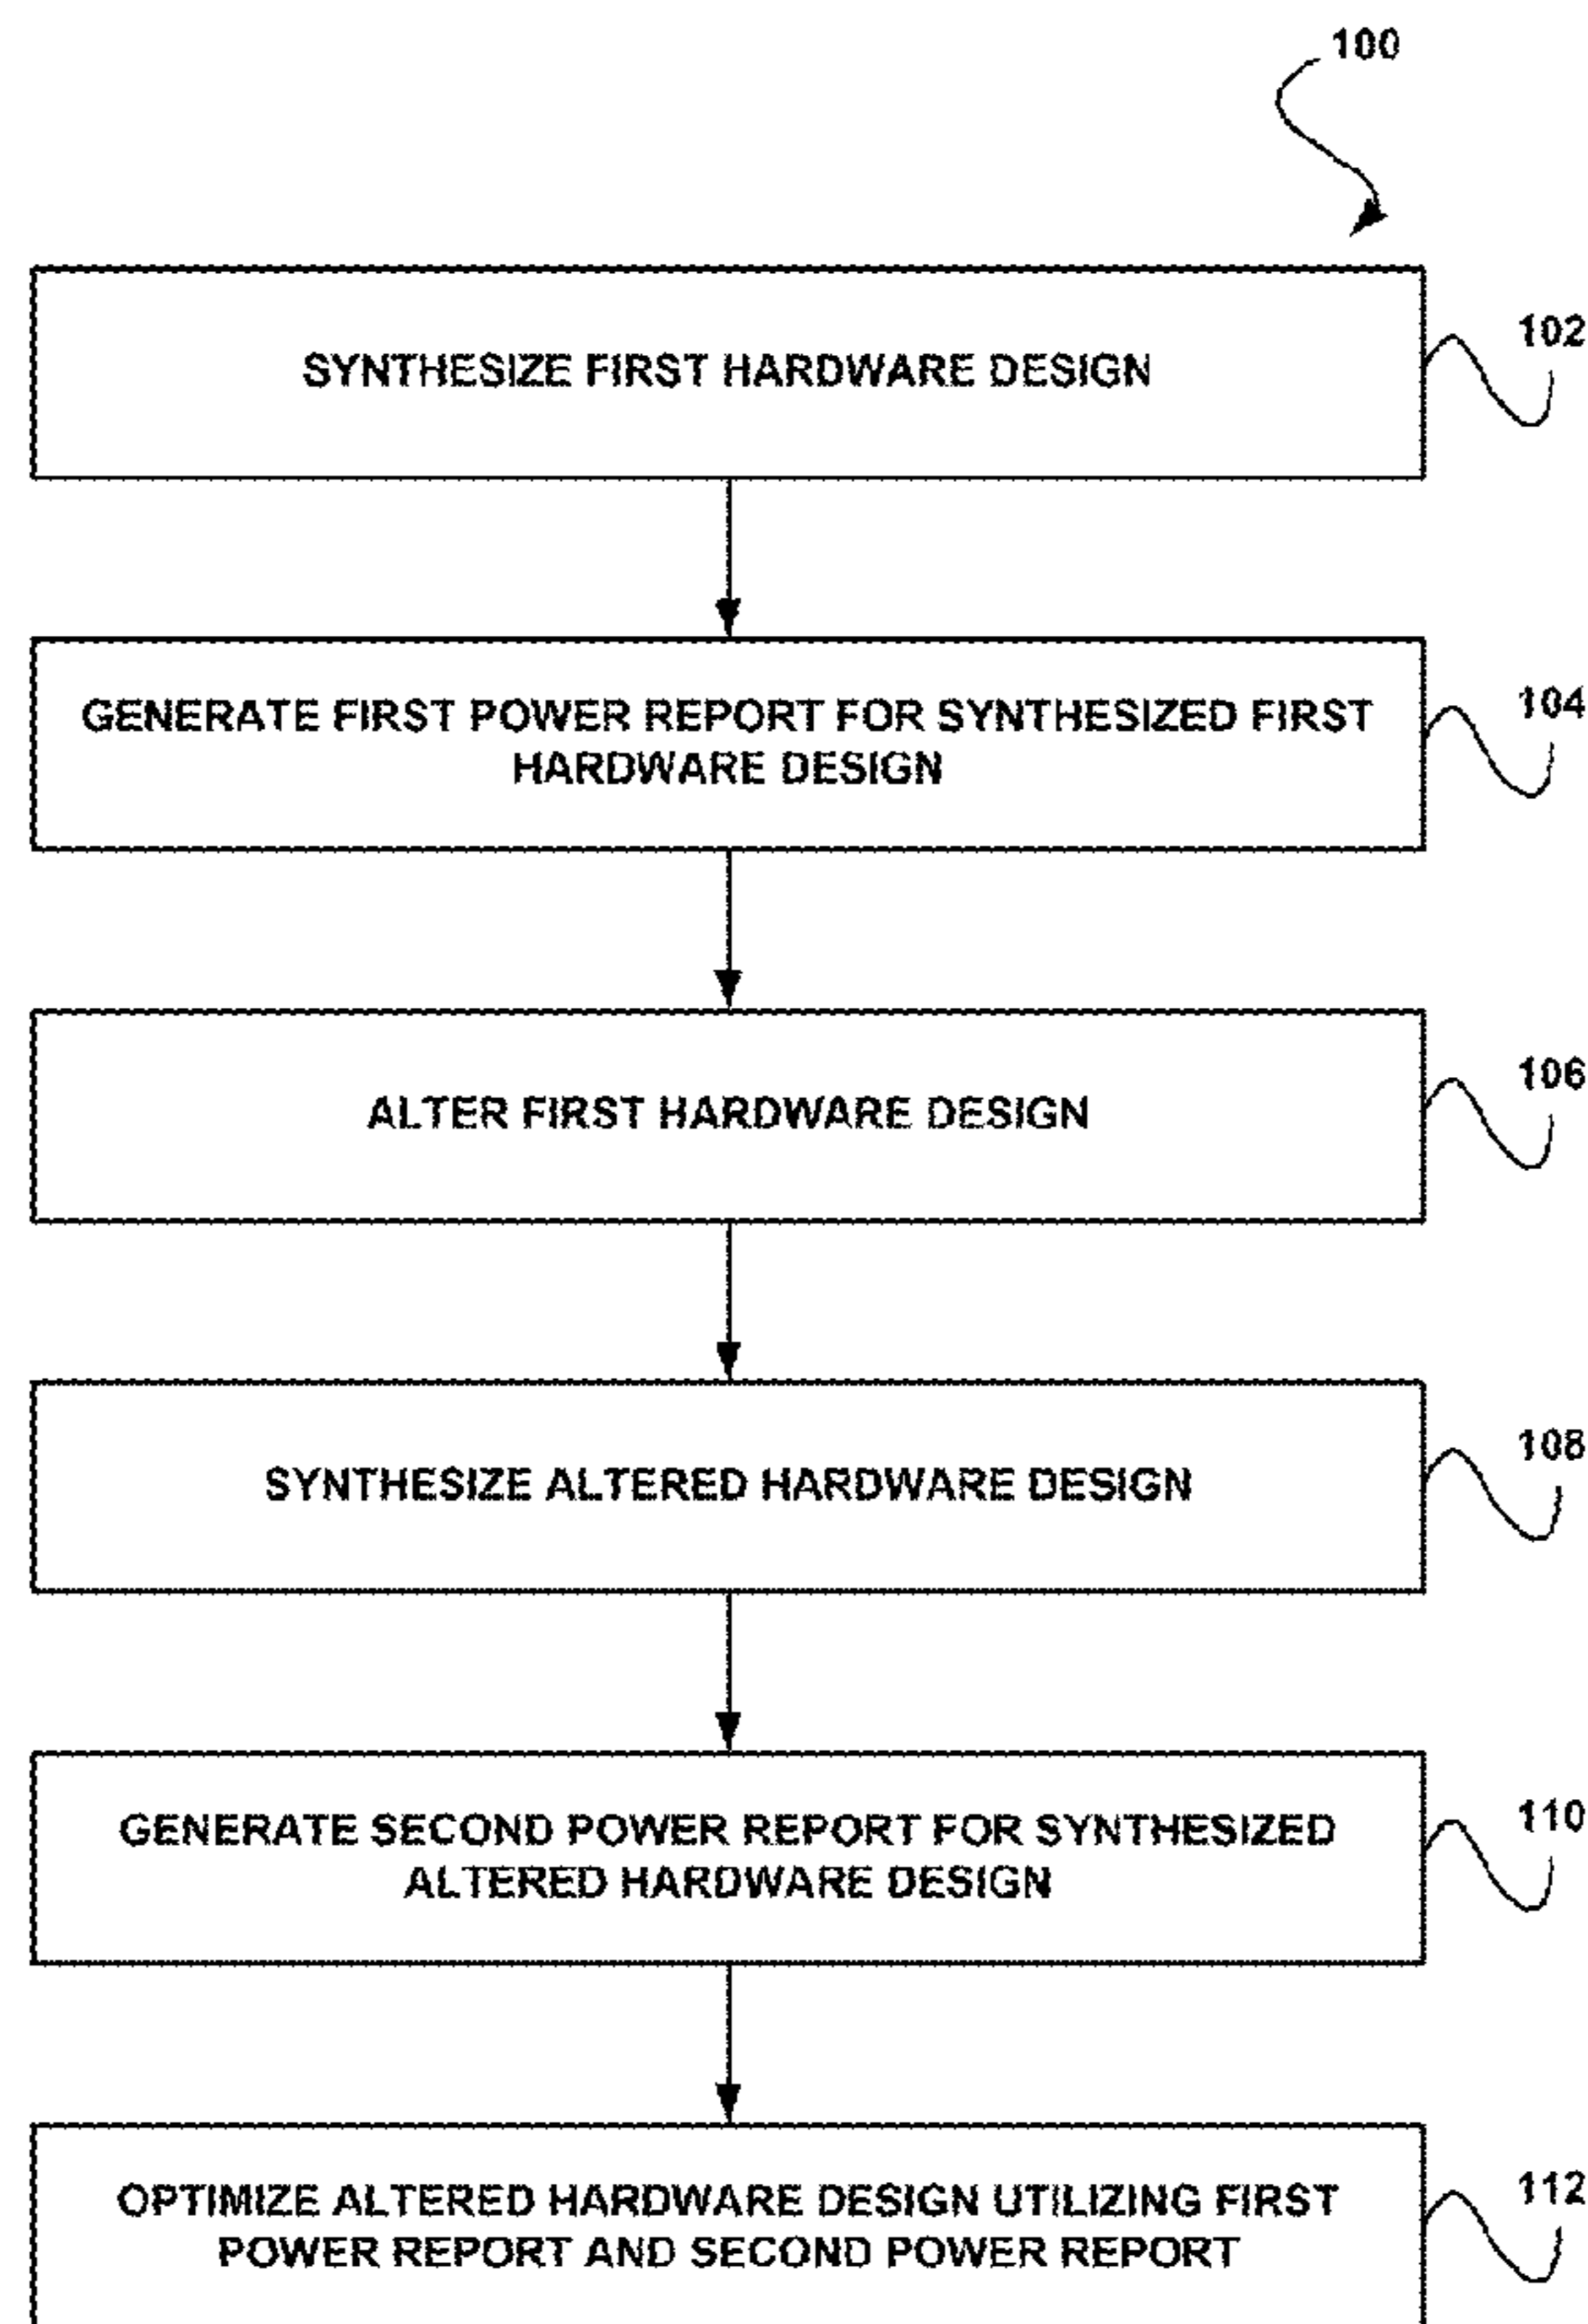 100
SYNTHESIZE FIRST HARDWARE DESIGN
102
GENERATE FIRST POWER REPORT FOR SYNTHESIZED FIRST
HARDWARE DESIGN
104
ALTER FIRST HARDWARE DESIGN
106
SYNTHESIZE ALTERED HARDWARE DESIGN
108
GENERATE SECOND POWER REPORT FOR SYNTHESIZED
ALTERED HARDWARE DESIGN
110
OPTIMIZE ALTERED HARDWARE DESIGN UTILIZING FIRST
POWER REPORT AND SECOND POWER REPORT
112